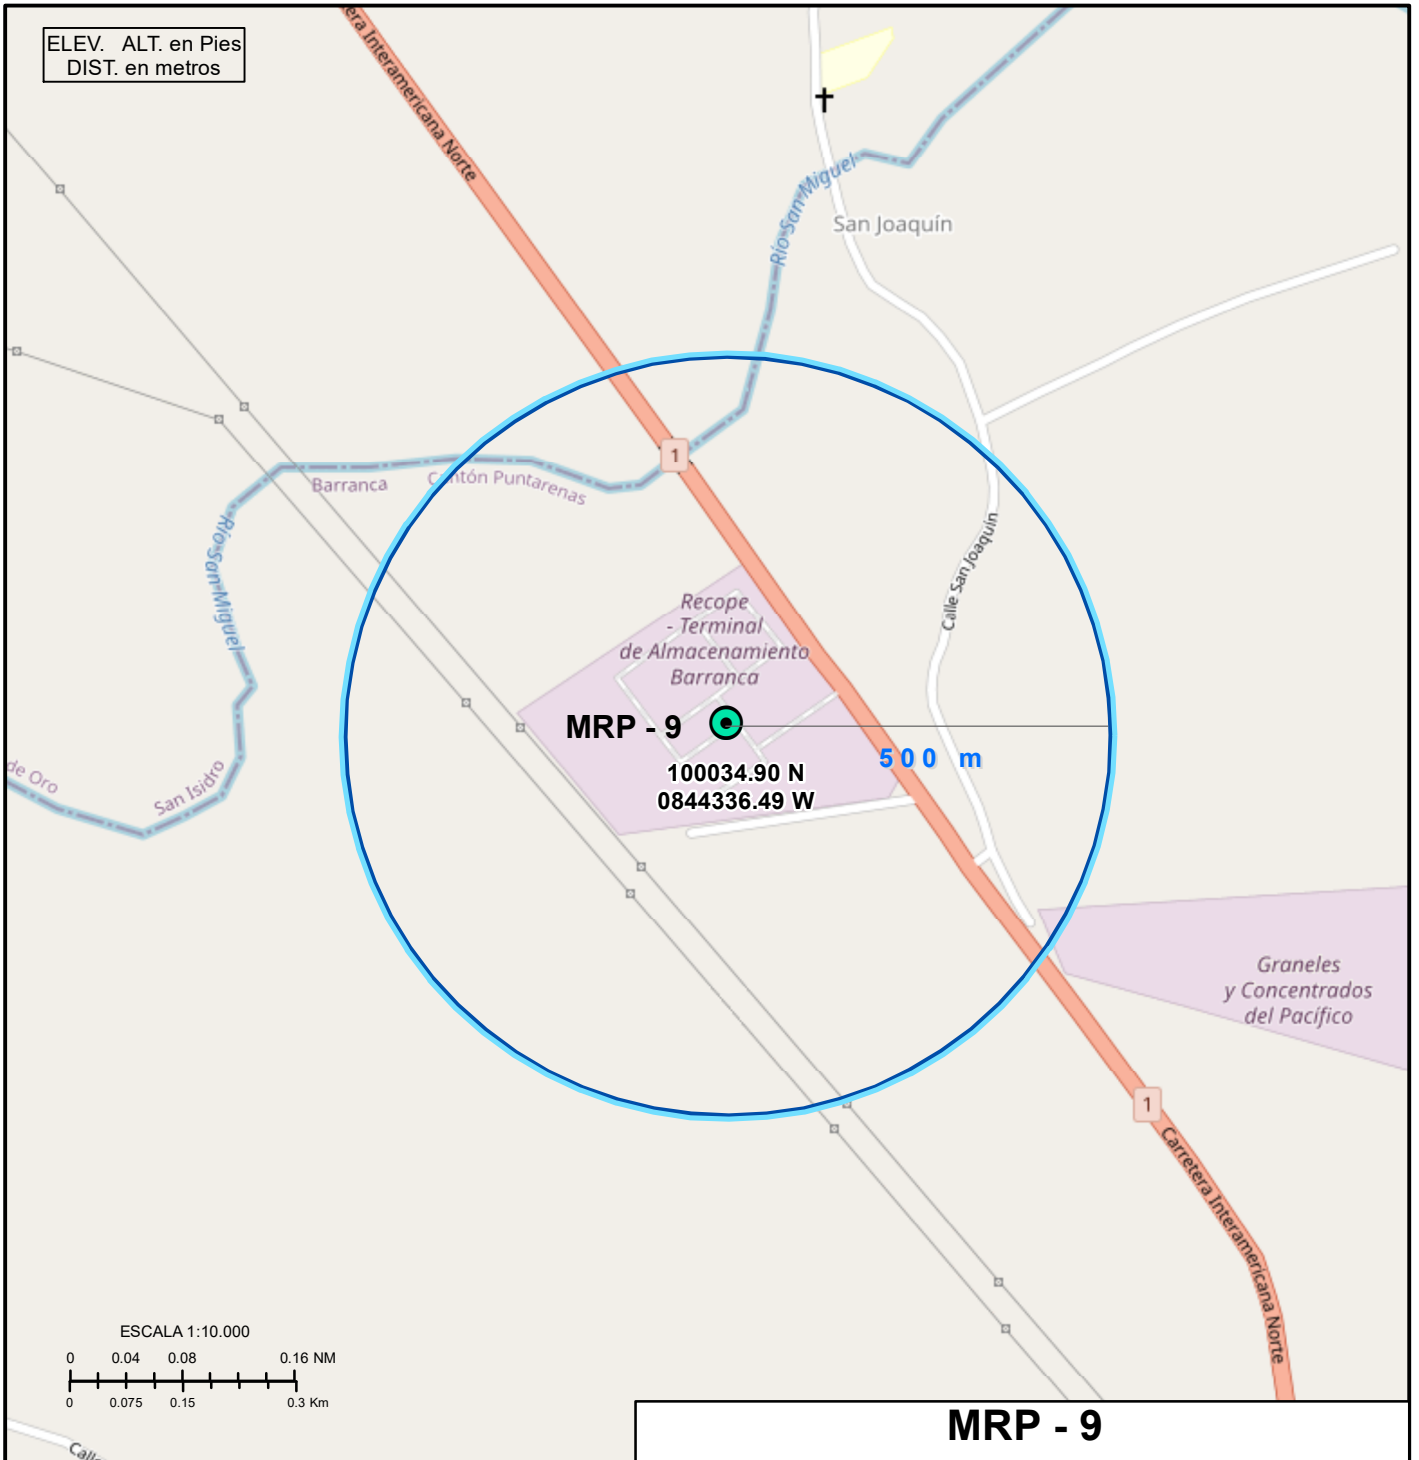 ELEV. ALT. en Pies
DIST. en metros
era Interamericana Norte
Río San Miguel
San Joaquín
1
Barranca
Cantón Puntarenas
Río San Miguel
Calle San Joaquín
Recope
- Terminal
de Almacenamiento
Barranca
MRP - 9
100034.90 N
0844336.49 W
500 m
de Oro
San Isidro
Graneles
y Concentrados
del Pacífico
1
Carretera Interamericana Norte
ESCALA 1:10.000
0 0.04 0.08 0.16 NM
0 0.075 0.15 0.3 Km
MRP - 9
Calle